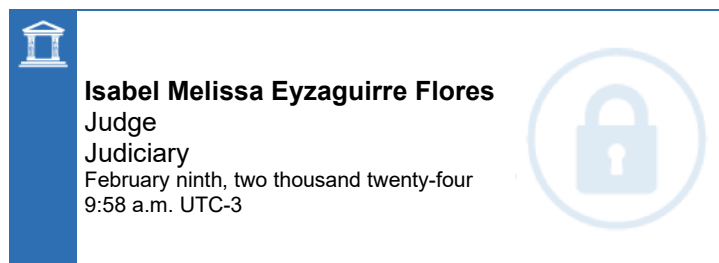 Isabel Melissa Eyzaguirre Flores
Judge
Judiciary
February ninth, two thousand twenty-four
9:58 a.m. UTC-3